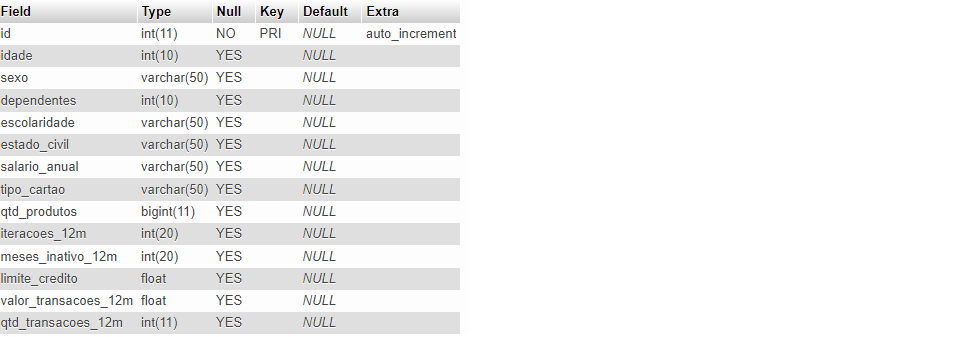 Field Type Null Key Default Extra
id int(11) NO PRI NULL auto_increment
idade int(10) YES NULL
sexo varchar(50) YES NULL
dependentes int(10) YES NULL
escolaridade varchar(50) YES NULL
estado_civil varchar(50) YES NULL
salario_anual varchar(50) YES NULL
tipo_cartao varchar(50) YES NULL
qtd_produtos bigint(11) YES NULL
iteracoes_12m int(20) YES NULL
meses_inativo_12m int(20) YES NULL
limite_credito float YES NULL
valor_transacoes_12m float YES NULL
qtd_transacoes_12m int(11) YES NULL